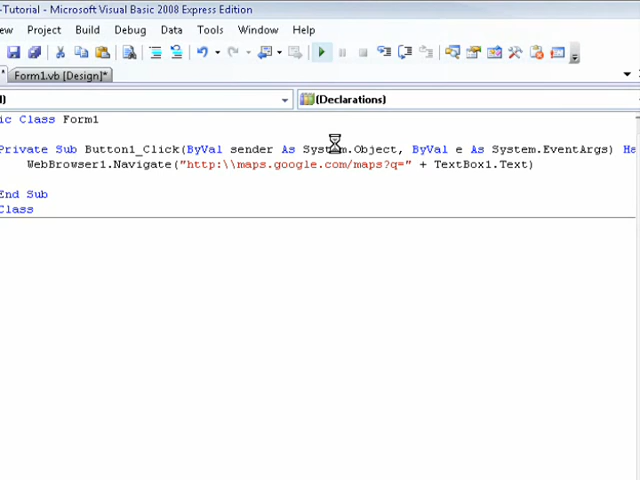 -Tutorial - Microsoft Visual Basic 2008 Express Edition
ew Project Build Debug Data Tools Window Help
Form1.vb [Design]*
) (Declarations)
ic Class Form1
Private Sub Button1_Click(ByVal sender As System.Object, ByVal e As System.EventArgs) Ha
WebBrowser1.Navigate("http:\\maps.google.com/maps?q=" + TextBox1.Text)
End Sub
Class